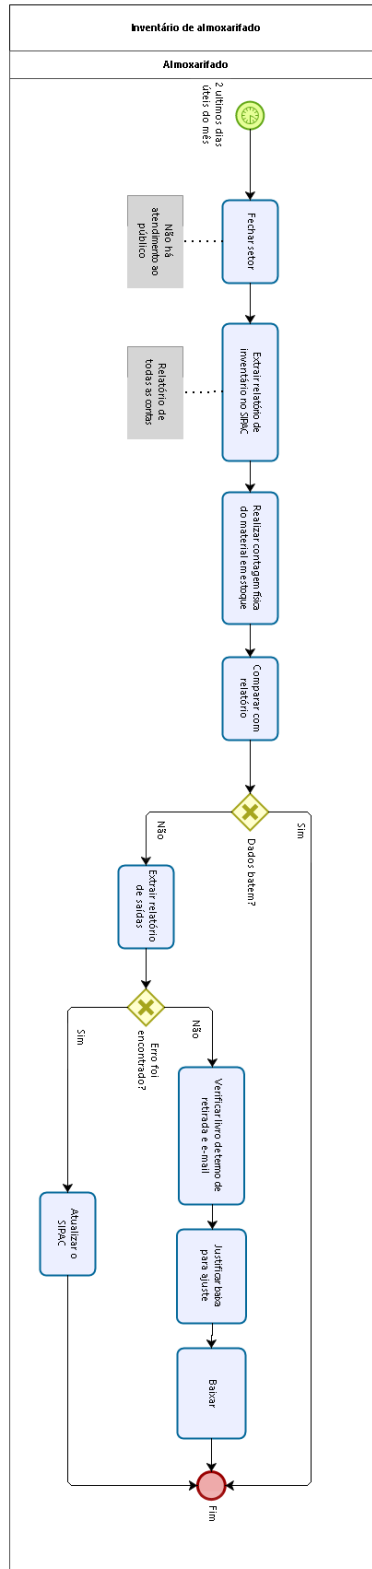 Inventário de almoxarifado
Almoxarifado
2 ultimos dias
úteis do mês
Fechar setor
Não há
atendimento ao
público
Extrair relatório de
inventário no SIPAC
Relatório de
todas as contas
Realizar contagem física
do material em estoque
Comparar com
relatório
Dados batem?
Sim
Não
Extrair relatório
de saídas
Erro foi
encontrado?
Não
Sim
Verificar livro de termo de
retirada e e-mail
Atualizar o
SIPAC
Justificar baixa
para ajuste
Baixar
Fim